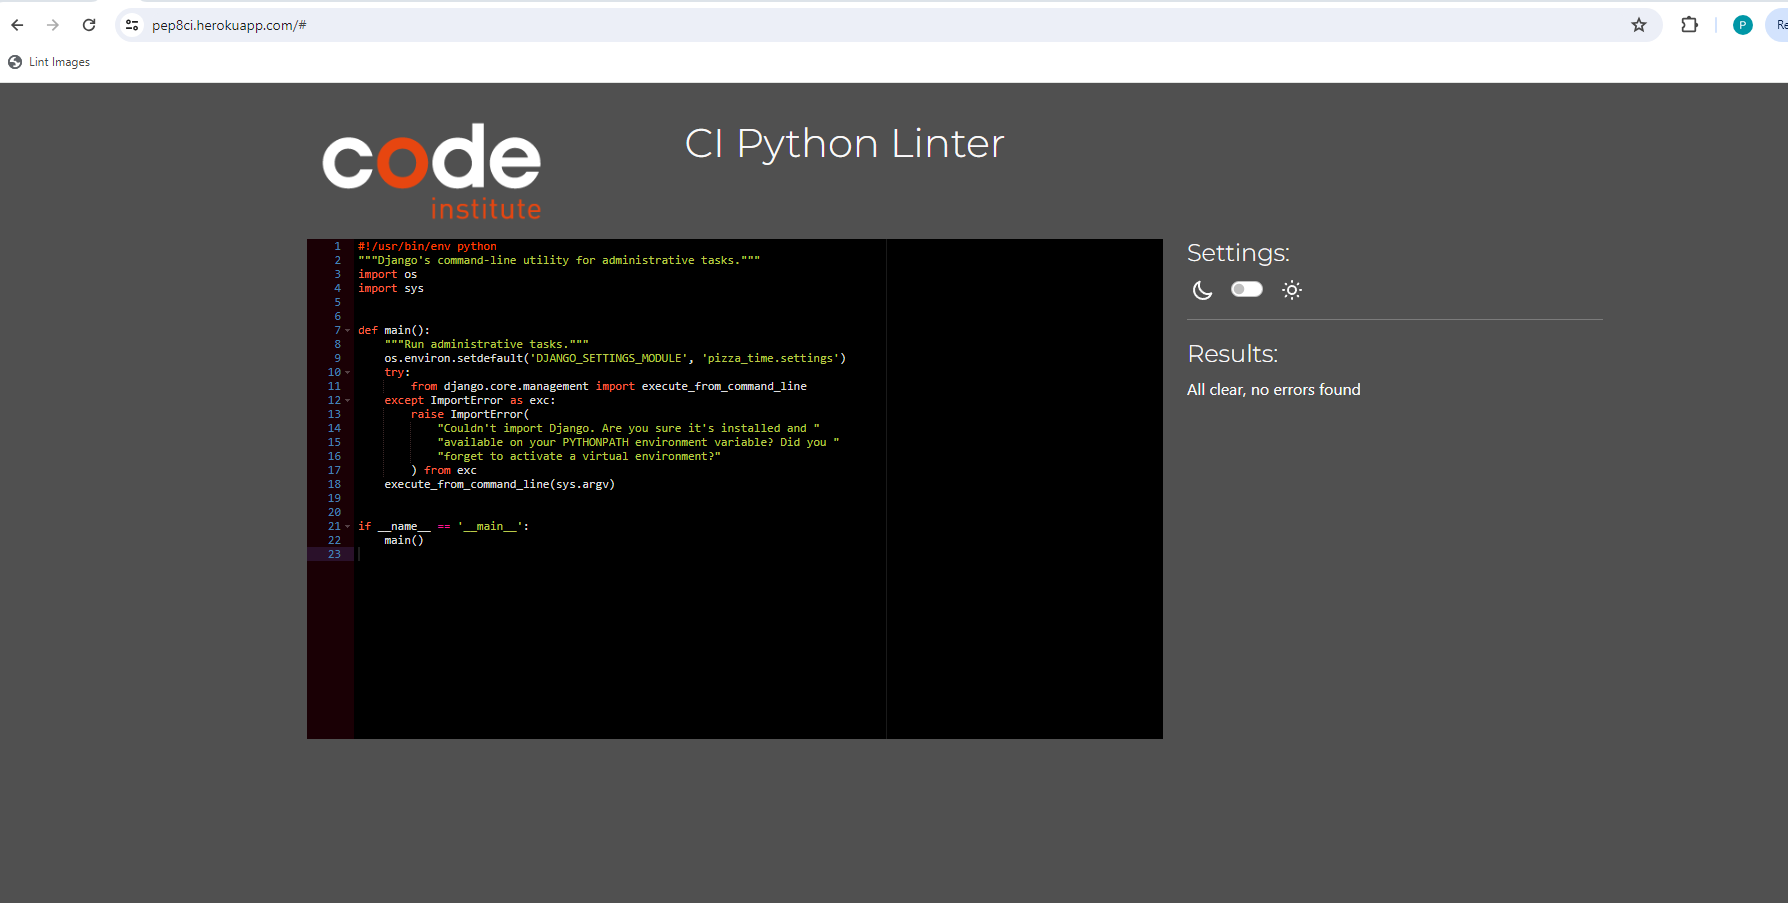 pep8ci.herokuapp.com/#
P
Re
Lint Images
code
institute
CI Python Linter
1 #!/usr/bin/env python
2 """Django's command-line utility for administrative tasks."""
3 import os
4 import sys
5
6
7 def main():
8     """Run administrative tasks."""
9     os.environ.setdefault('DJANGO_SETTINGS_MODULE', 'pizza_time.settings')
10     try:
11         from django.core.management import execute_from_command_line
12     except ImportError as exc:
13         raise ImportError(
14             "Couldn't import Django. Are you sure it's installed and "
15             "available on your PYTHONPATH environment variable? Did you "
16             "forget to activate a virtual environment?"
17         ) from exc
18     execute_from_command_line(sys.argv)
19
20
21 if __name__ == '__main__':
22     main()
23
Settings:
Results:
All clear, no errors found